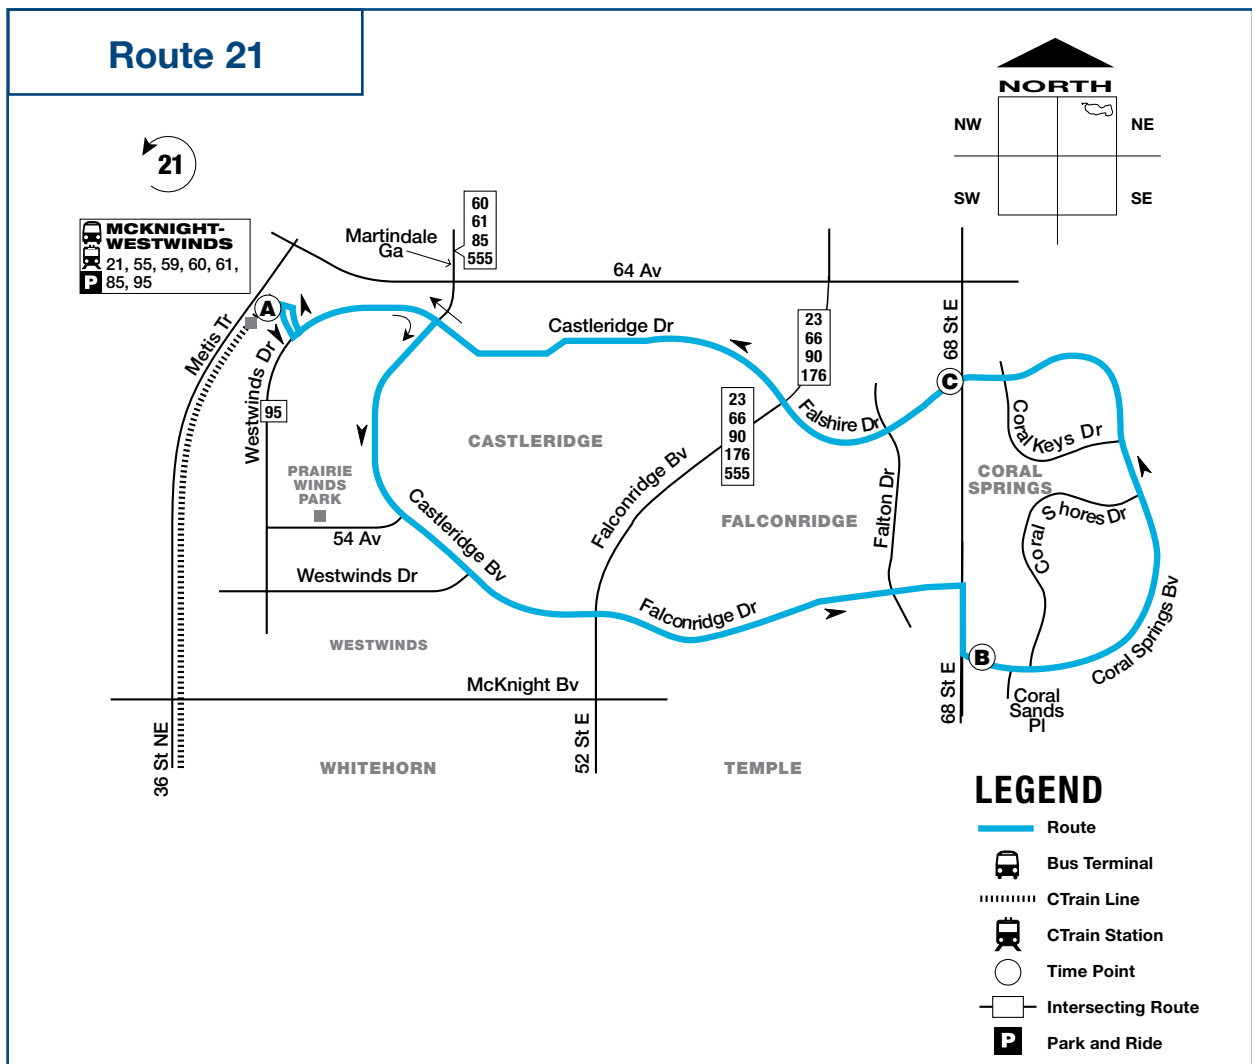 Route 21
NORTH
NW
NE
SW
SE
21
MCKNIGHT-
WESTWINDS
21, 55, 59, 60, 61,
85, 95
P
60
61
85
555
Martindale
Ga
64 Av
A
Metis Tr
Westwinds Dr
95
Castleridge Dr
23
66
90
176
68 St E
C
23
66
90
176
555
Falshire Dr
Coral Keys Dr
CASTLERIDGE
PRAIRIE
WINDS
PARK
CORAL
SPRINGS
Castleridge Bv
Falconridge Bv
FALCONRIDGE
Falton Dr
Coral Shores Dr
54 Av
Westwinds Dr
Falconridge Dr
WESTWINDS
B
Coral Springs Bv
McKnight Bv
68 St E
Coral
Sands
Pl
36 St NE
52 St E
WHITEHORN
TEMPLE
LEGEND
Route
Bus Terminal
CTrain Line
CTrain Station
Time Point
Intersecting Route
P
Park and Ride